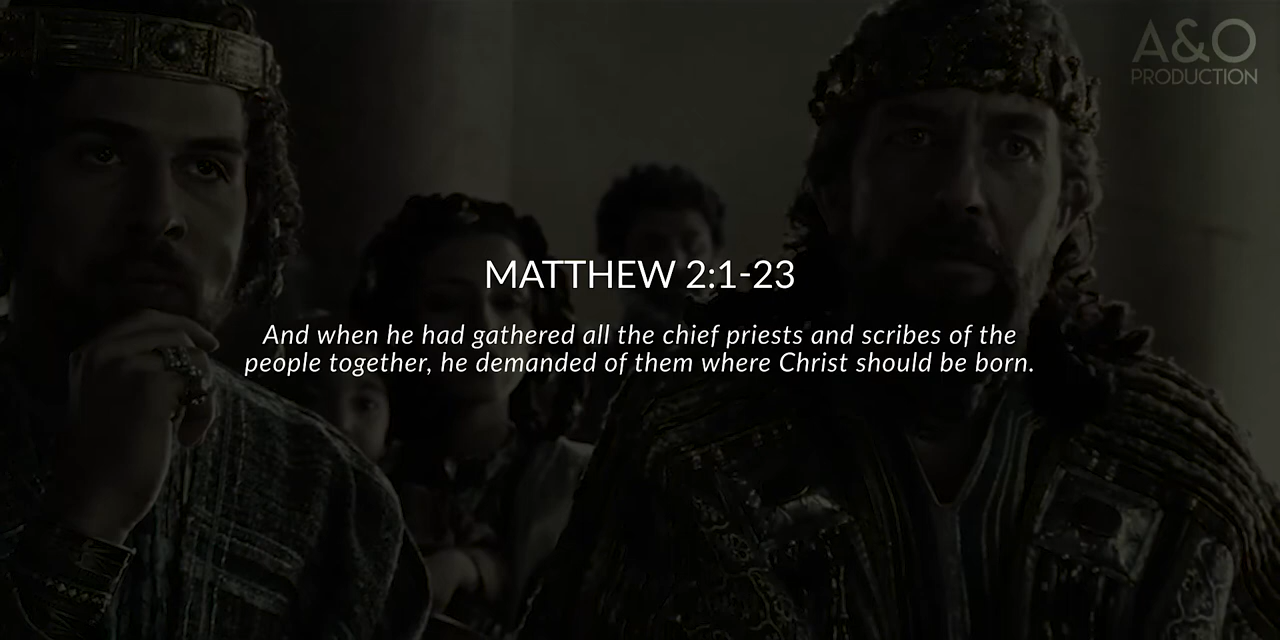 A&O
PRODUCTION
MATTHEW 2:1-23
And when he had gathered all the chief priests and scribes of the
people together, he demanded of them where Christ should be born.